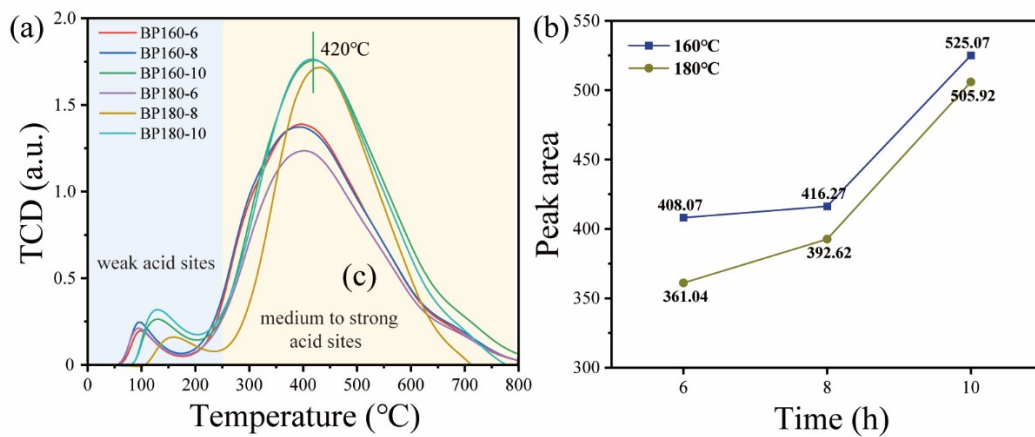 (a)
BP160-6
BP160-8
BP160-10
BP180-6
BP180-8
BP180-10
420℃
weak acid sites
(c)
medium to strong
acid sites
TCD (a.u.)
2.0
1.5
1.0
0.5
0
0 100 200 300 400 500 600 700 800
Temperature (℃)
(b)
160℃
180℃
525.07
505.92
408.07
416.27
392.62
361.04
Peak area
550
500
450
400
350
300
6 8 10
Time (h)